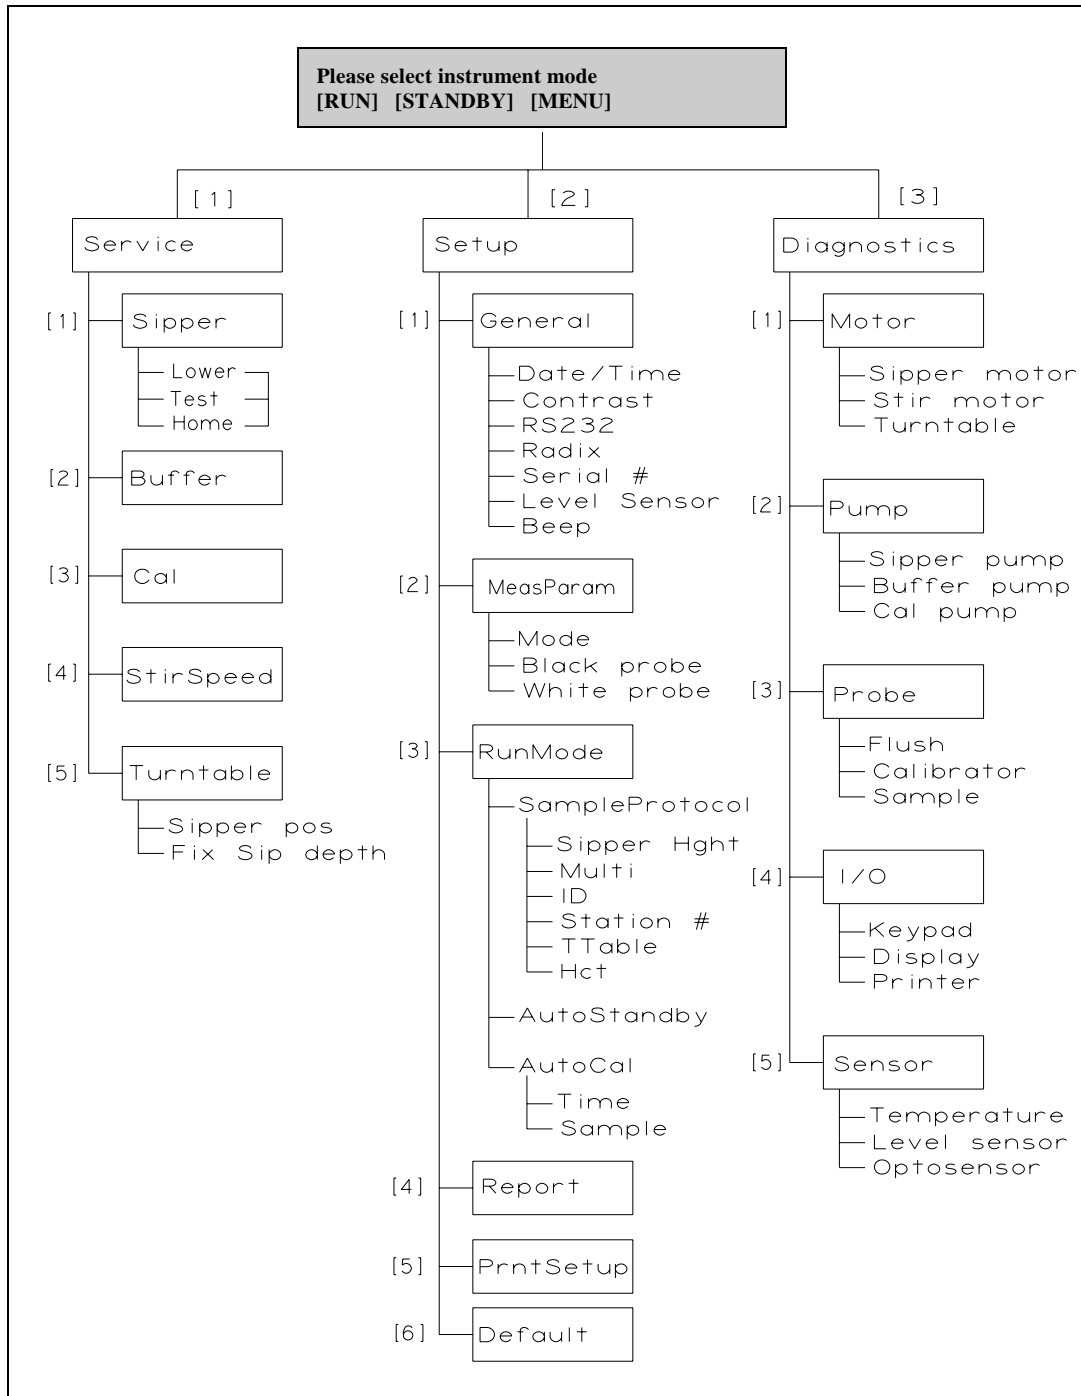 Please select instrument mode
[RUN] [STANDBY] [MENU]
[1]
Service
[1] Sipper
Lower
Test
Home
[2] Buffer
[3] Cal
[4] StirSpeed
[5] Turntable
Sipper pos
Fix Sip depth
[2]
Setup
[1] General
Date/Time
Contrast
RS232
Radix
Serial #
Level Sensor
Beep
[2] MeasParam
Mode
Black probe
White probe
[3] RunMode
SampleProtocol
Sipper Hght
Multi
ID
Station #
TTable
Hct
AutoStandby
AutoCal
Time
Sample
[4] Report
[5] PrntSetup
[6] Default
[3]
Diagnostics
[1] Motor
Sipper motor
Stir motor
Turntable
[2] Pump
Sipper pump
Buffer pump
Cal pump
[3] Probe
Flush
Calibrator
Sample
[4] I/O
Keypad
Display
Printer
[5] Sensor
Temperature
Level sensor
Optosensor